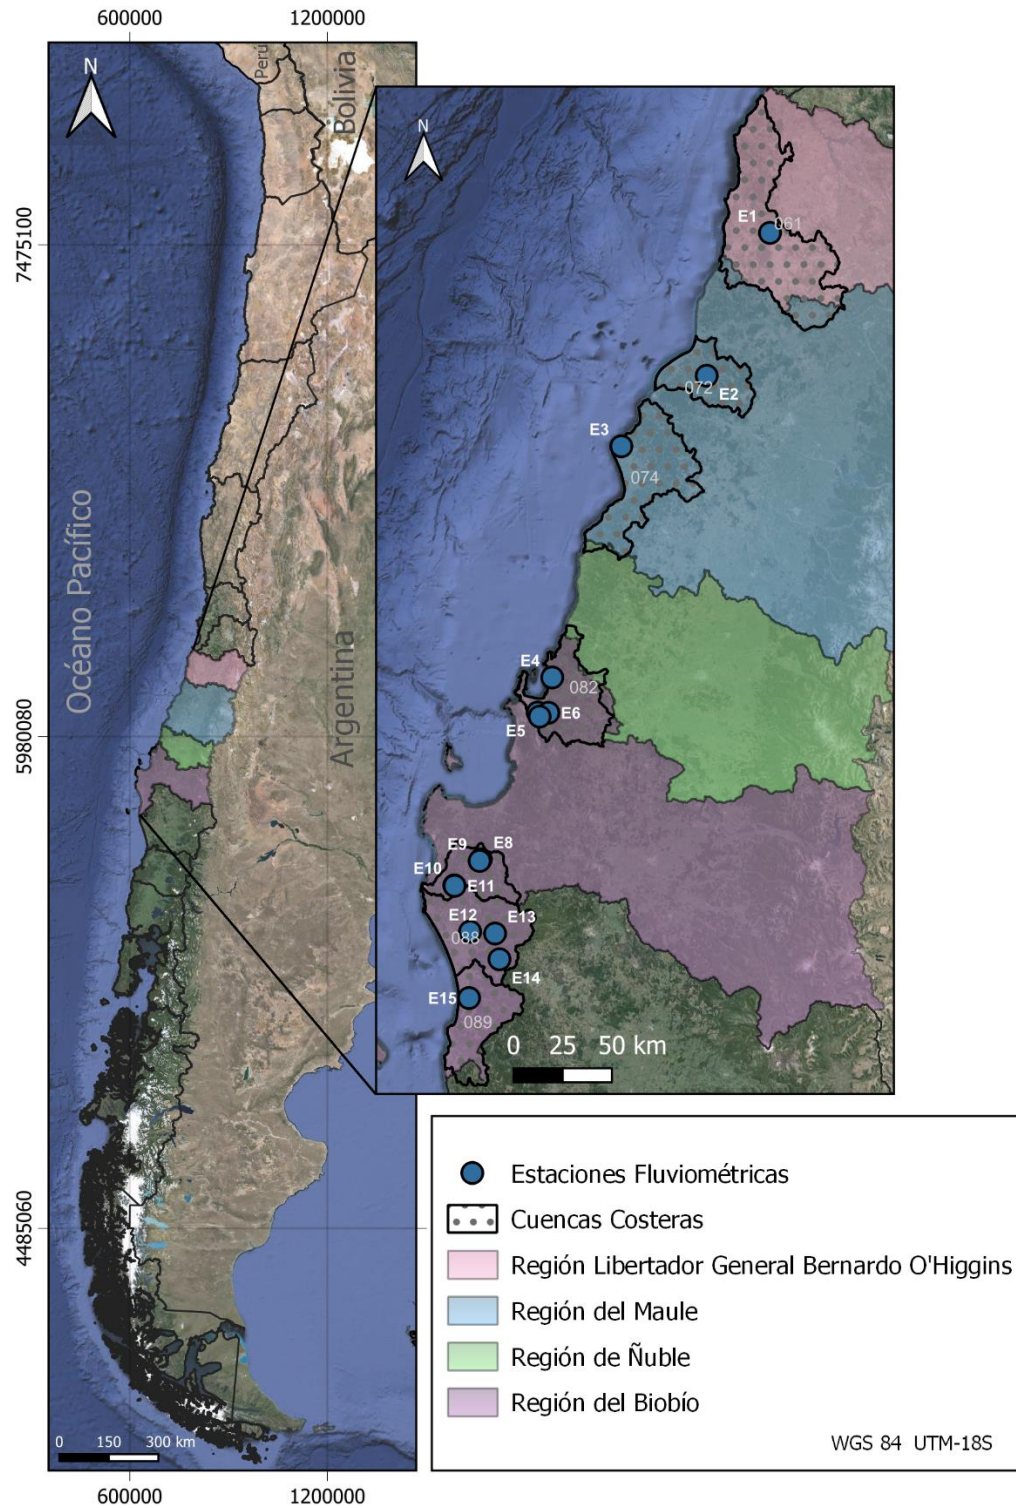 600000 1200000
N
Perú
Bolivia
7475100
Océano Pacífico
5980080
Argentina
4485060
0 150 300 km
600000 1200000
N
E1
061
072
E2
E3
074
E4
082
E6
E5
E9 E8
E10
E11
E12 E13
088
E14
E15
089
0 25 50 km
Estaciones Fluviométricas
Cuencas Costeras
Región Libertador General Bernardo O'Higgins
Región del Maule
Región de Ñuble
Región del Biobío
WGS 84 UTM-18S